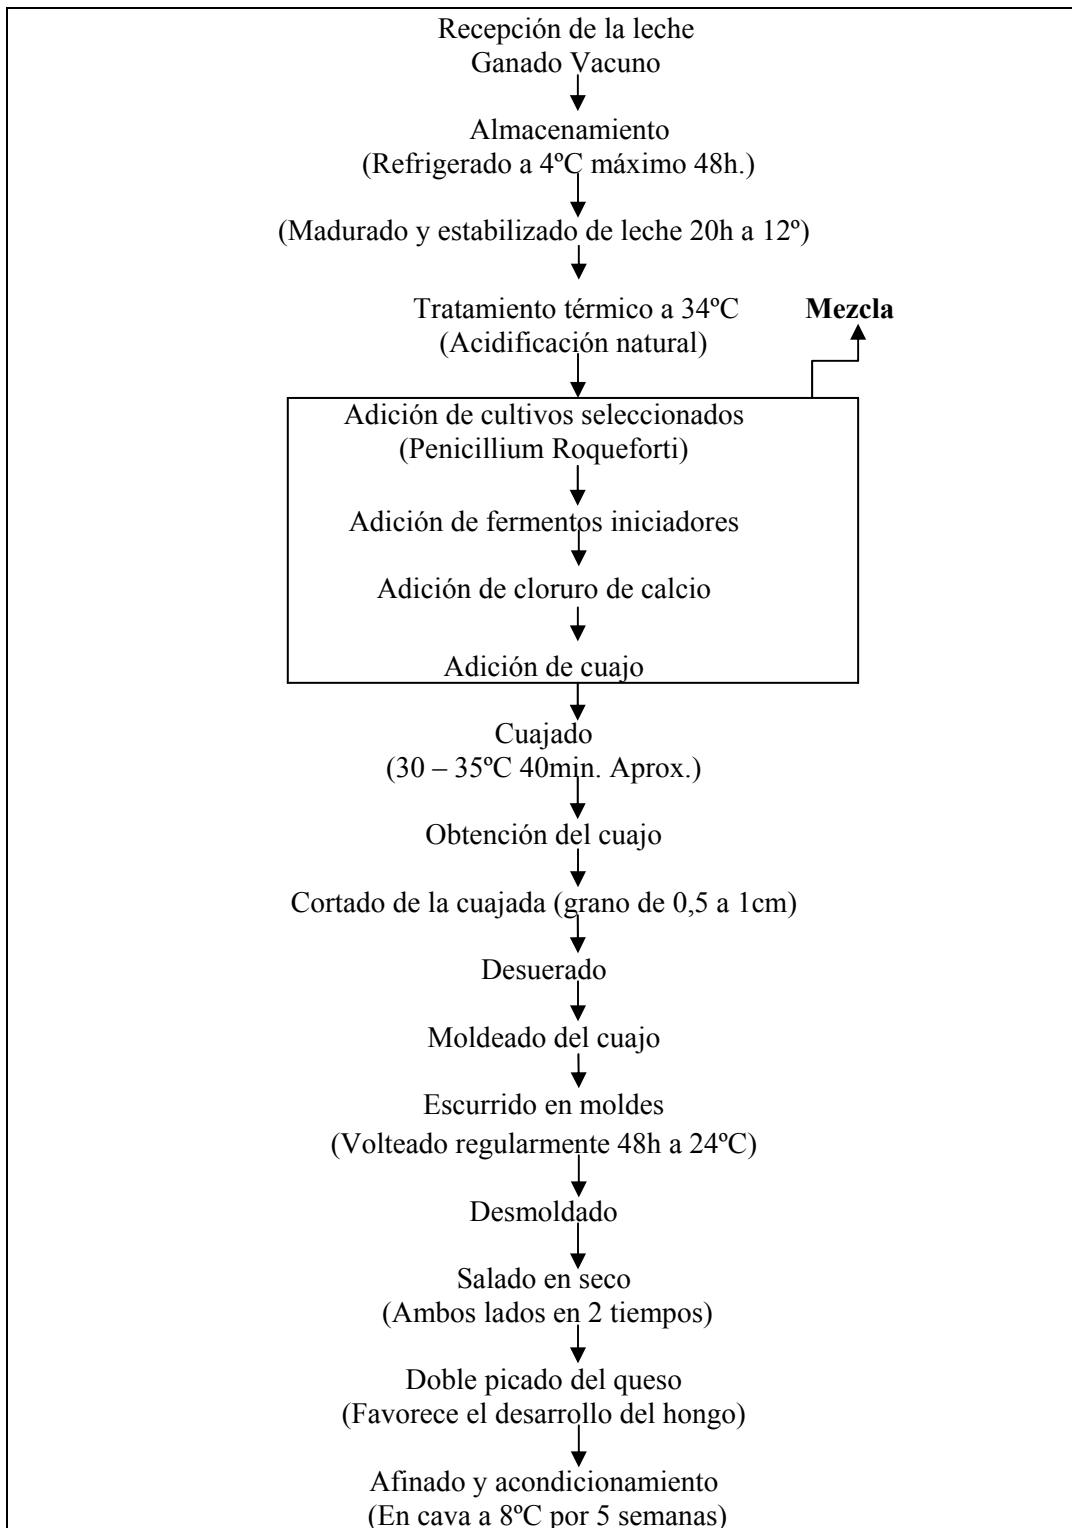 Recepción de la leche
Ganado Vacuno
Almacenamiento
(Refrigerado a 4ºC máximo 48h.)
(Madurado y estabilizado de leche 20h a 12º)
Tratamiento térmico a 34ºC
Mezcla
(Acidificación natural)
Adición de cultivos seleccionados
(Penicillium Roqueforti)
Adición de fermentos iniciadores
Adición de cloruro de calcio
Adición de cuajo
Cuajado
(30 – 35ºC 40min. Aprox.)
Obtención del cuajo
Cortado de la cuajada (grano de 0,5 a 1cm)
Desuerado
Moldeado del cuajo
Escurrido en moldes
(Volteado regularmente 48h a 24ºC)
Desmoldado
Salado en seco
(Ambos lados en 2 tiempos)
Doble picado del queso
(Favorece el desarrollo del hongo)
Afinado y acondicionamiento
(En cava a 8ºC por 5 semanas)